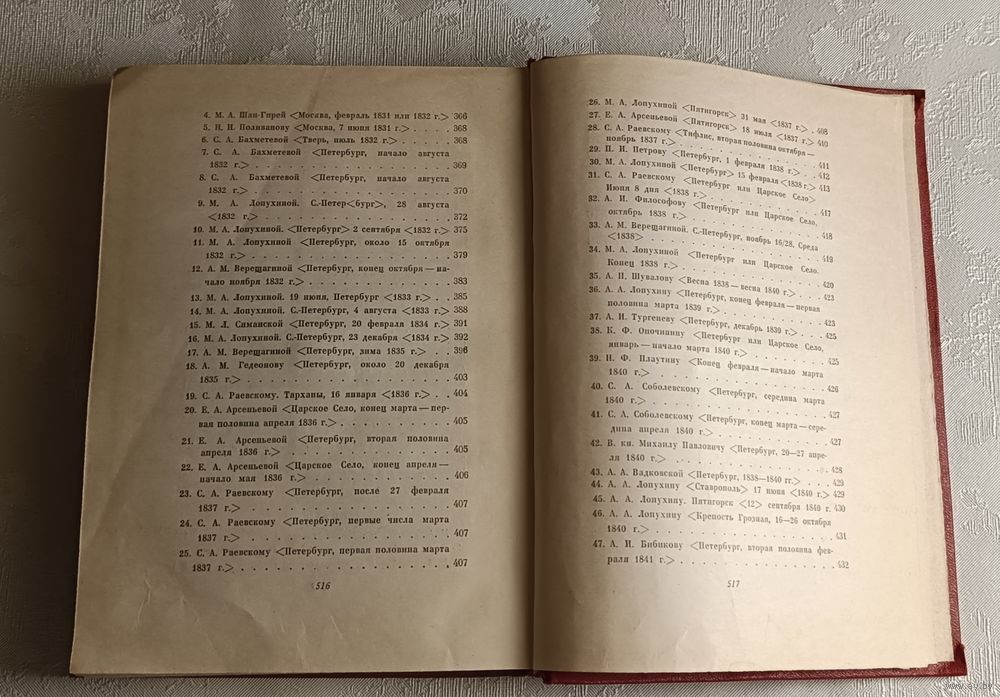 4. М. А. Шан-Гирей <Москва, февраль 1831 или 1832 г.> 366
5. Н. И. Поливанову <Москва, 7 июня 1831 г.> . . . . 368
6. С. А. Бахметевой <Тверь, июль 1832 г.> . . . . . 368
7. С. А. Бахметевой <Петербург, начало августа
1832 г.> . . . . . . . . . . . . . . . . . 369
8. С. А. Бахметевой <Петербург, начало августа
1832 г.> . . . . . . . . . . . . . . . . . 370
9. М. А. Лопухиной. С.-Петер<бург>, 28 августа
<1832 г.> . . . . . . . . . . . . . . . . 372
10. М. А. Лопухиной. <Петербург> 2 сентября <1832 г.> 375
11. М. А. Лопухиной <Петербург, около 15 октября
1832 г.> . . . . . . . . . . . . . . . . . 379
12. А. М. Верещагиной <Петербург, конец октября — на-
чало ноября 1832 г.> . . . . . . . . . . . . 383
13. М. А. Лопухиной. 19 июня, Петербург <1833 г.> . . 385
14. М. А. Лопухиной. С.-Петербург, 4 августа <1833 г.> 388
15. М. Л. Симанской <Петербург, 20 февраля 1834 г.> 391
16. М. А. Лопухиной. С.-Петербург, 23 декабря <1834 г.> 392
17. А. М. Верещагиной <Петербург, зима 1835 г.> . . 396
18. А. М. Гедеонову <Петербург, около 20 декабря
1835 г.> . . . . . . . . . . . . . . . . . 403
19. С. А. Раевскому. Тарханы, 16 января <1836 г.> . . 404
20. Е. А. Арсеньевой <Царское Село, конец марта — пер-
вая половина апреля 1836 г.> . . . . . . . . . 405
21. Е. А. Арсеньевой <Петербург, вторая половина
апреля 1836 г.> . . . . . . . . . . . . . . 405
22. Е. А. Арсеньевой <Царское Село, конец апреля —
начало мая 1836 г.> . . . . . . . . . . . . 406
23. С. А. Раевскому <Петербург, после 27 февраля
1837 г.> . . . . . . . . . . . . . . . . . 407
24. С. А. Раевскому <Петербург, первые числа марта
1837 г.> . . . . . . . . . . . . . . . . . 407
25. С. А. Раевскому <Петербург, первая половина марта
1837 г.> . . . . . . . . . . . . . . . . . 407
516
26. М. А. Лопухиной <Пятигорск> 31 мая <1837 г.> . 408
27. Е. А. Арсеньевой <Пятигорск> 18 июля <1837 г.> 410
28. С. А. Раевскому <Тифлис, вторая половина октября —
ноябрь 1837 г.> . . . . . . . . . . . . . . 411
29. П. И. Петрову <Петербург, 1 февраля 1838 г.> . . 412
30. М. А. Лопухиной <Петербург> 15 февраля <1838 г.> 413
31. С. А. Раевскому <Петербург или Царское Село>
Июня 8 дня <1838 г.> . . . . . . . . . . . . 417
32. А. И. Философову <Петербург или Царское Село,
октябрь 1838 г.> . . . . . . . . . . . . . . 418
33. А. М. Верещагиной. С.-Петербург, ноябрь 16/28, Среда
<1838> . . . . . . . . . . . . . . . . . . 419
34. М. А. Лопухиной <Петербург или Царское Село.
Конец 1838 г.> . . . . . . . . . . . . . . 420
35. А. П. Шувалову <Весна 1838 — весна 1840 г.> . . . 423
36. А. А. Лопухину <Петербург, конец февраля — первая
половина марта 1839 г.> . . . . . . . . . . . 423
37. А. И. Тургеневу <Петербург, декабрь 1839 г.> . . . 425
38. К. Ф. Опочинину <Петербург или Царское Село,
январь — начало марта 1840 г.> . . . . . . . . 425
39. Н. Ф. Плаутину <Конец февраля — начало марта
1840 г.> . . . . . . . . . . . . . . . . . 426
40. С. А. Соболевскому <Петербург, середина марта
1840 г.> . . . . . . . . . . . . . . . . . 427
41. С. А. Соболевскому <Петербург, конец марта — сере-
дина апреля 1840 г.> . . . . . . . . . . . . 427
42. В. кн. Михаилу Павловичу <Петербург, 20—27 апре-
ля 1840 г.> . . . . . . . . . . . . . . . . 428
43. А. А. Вадковской <Петербург, 1838—1840 гг.> . . . 429
44. А. А. Лопухину <Ставрополь> 17 июня <1840 г.> 429
45. А. А. Лопухину. Пятигорск <12> сентября 1840 г. 430
46. А. А. Лопухину <Крепость Грозная, 16—26 октября
1840 г.> . . . . . . . . . . . . . . . . . 431
47. А. И. Бибикову <Петербург, вторая половина фев-
раля 1841 г.> . . . . . . . . . . . . . . . 432
517